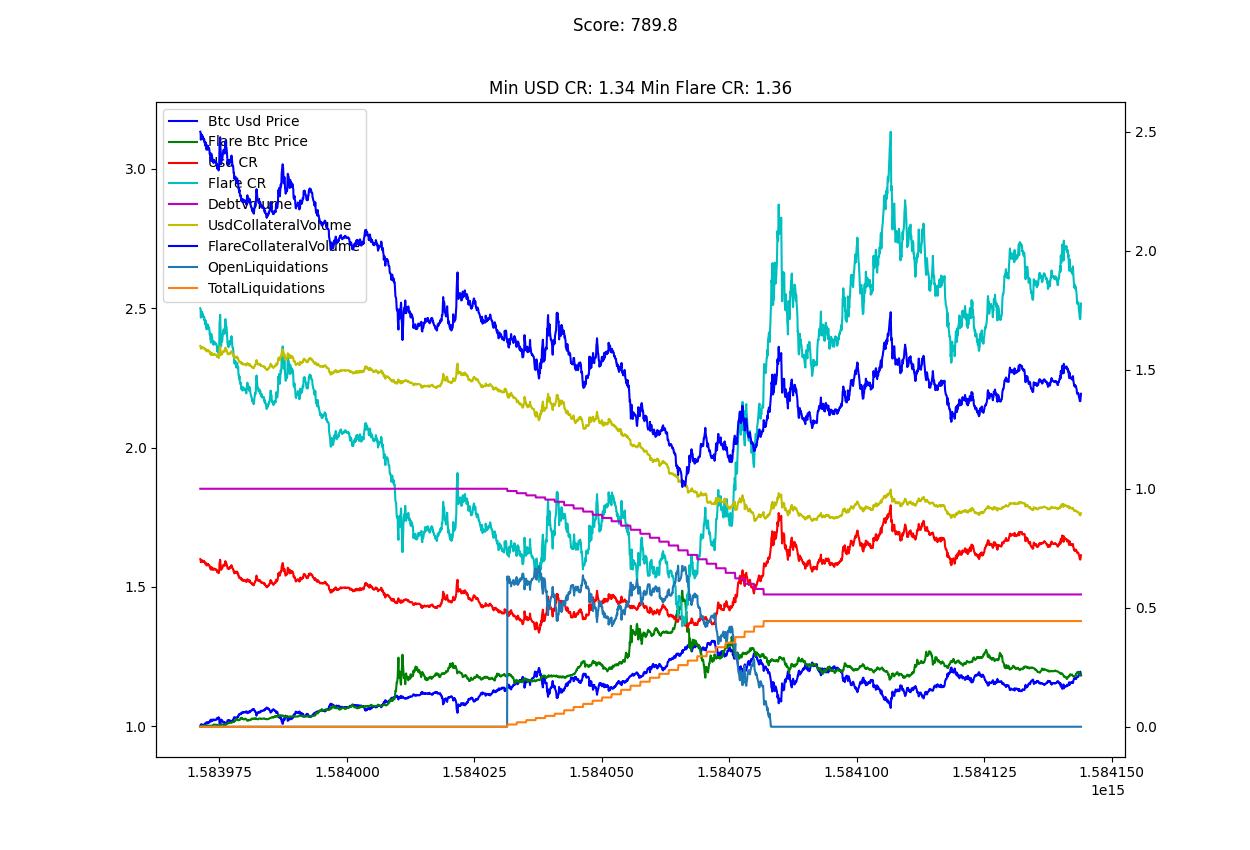 Score: 789.8
Min USD CR: 1.34 Min Flare CR: 1.36
Btc Usd Price
Flare Btc Price
Usd CR
Flare CR
DebtVolume
UsdCollateralVolume
FlareCollateralVolume
OpenLiquidations
TotalLiquidations
3.0
2.5
2.0
1.5
1.0
2.5
2.0
1.5
1.0
0.5
0.0
1.583975 1.584000 1.584025 1.584050 1.584075 1.584100 1.584125 1.584150
1e15